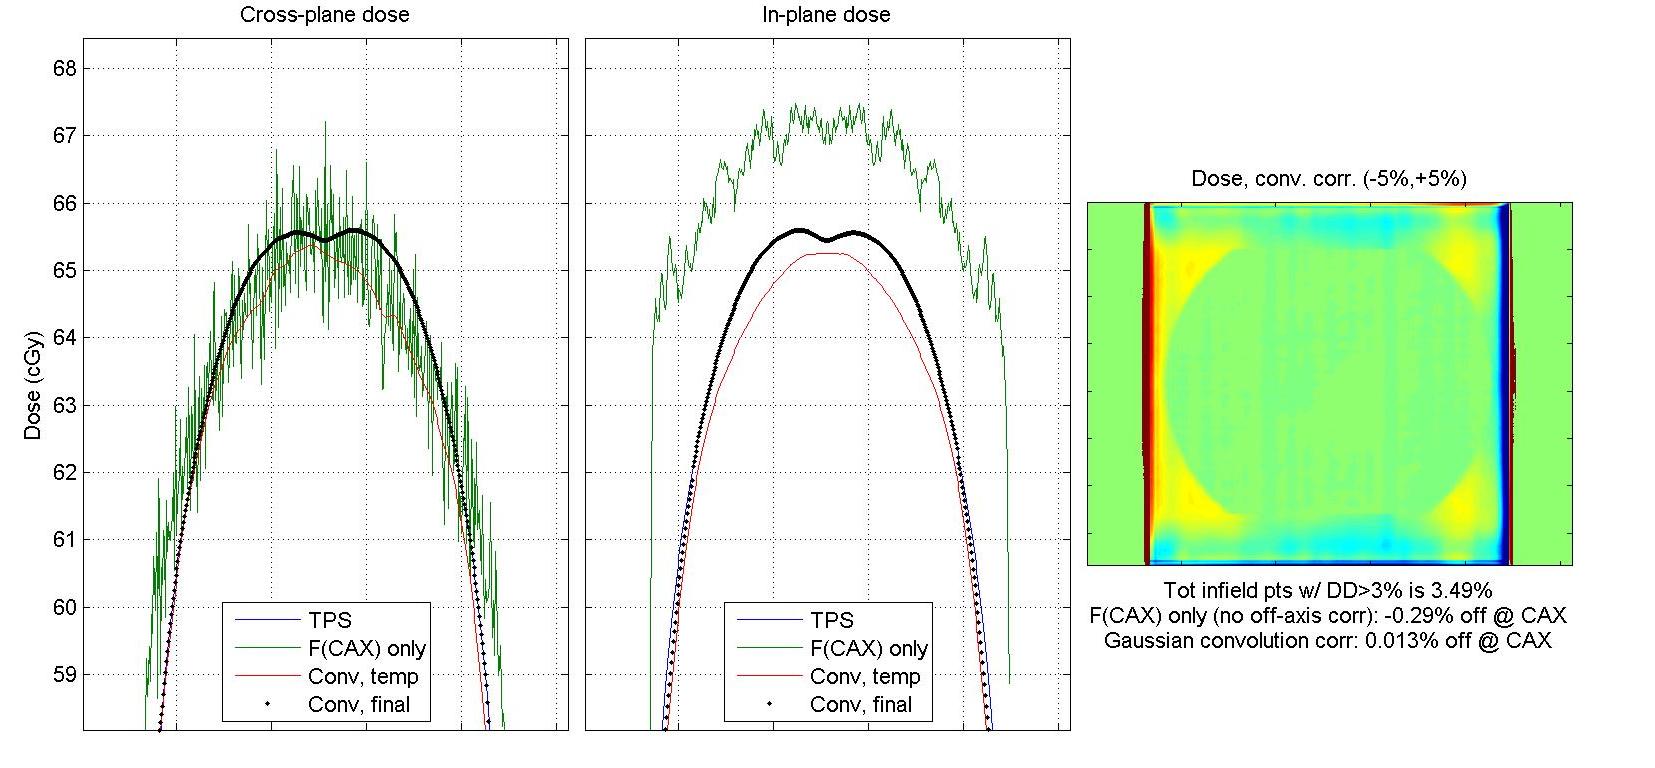 Cross-plane dose
In-plane dose
68
67
66
65
64
63
62
61
60
59
Dose (cGy)
TPS
F(CAX) only
Conv, temp
Conv, final
TPS
F(CAX) only
Conv, temp
Conv, final
Dose, conv. corr. (-5%,+5%)
Tot infield pts w/ DD>3% is 3.49%
F(CAX) only (no off-axis corr): -0.29% off @ CAX
Gaussian convolution corr: 0.013% off @ CAX